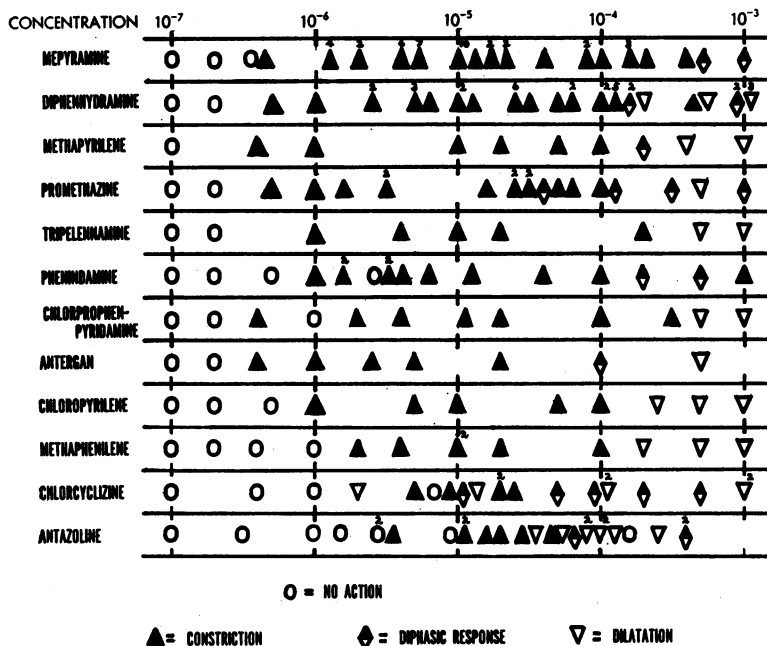 CONCENTRATION 10⁻⁷ 10⁻⁶ 10⁻⁵ 10⁻⁴ 10⁻³
MEPYRAMINE
DIPHENHYDRAMINE
METHAPYRILENE
PROMETHAZINE
TRIPELENNAMINE
PHENINDAMINE
CHLORPROPHEN-
PYRIDAMINE
ANTERGAN
CHLOROPYRILENE
METHAPHENILENE
CHLORCYCLIZINE
ANTAZOLINE
O = NO ACTION
▲ = CONSTRICTION = DIPHASIC RESPONSE ▽ = DILATATION